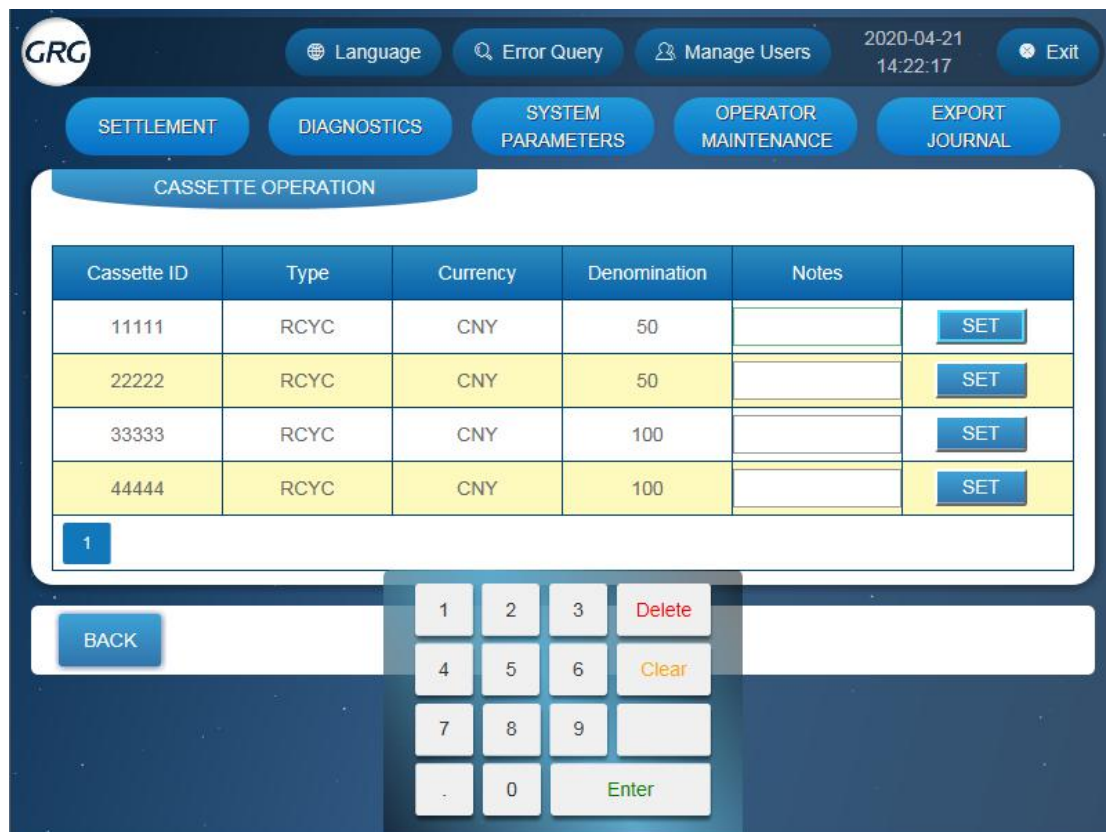 GRG
Language
Error Query
Manage Users
2020-04-21
14:22:17
Exit
SETTLEMENT
DIAGNOSTICS
SYSTEM
PARAMETERS
OPERATOR
MAINTENANCE
EXPORT
JOURNAL
CASSETTE OPERATION
Cassette ID Type Currency Denomination Notes
11111 RCYC CNY 50 SET
22222 RCYC CNY 50 SET
33333 RCYC CNY 100 SET
44444 RCYC CNY 100 SET
1
BACK
1 2 3 Delete
4 5 6 Clear
7 8 9
. 0 Enter